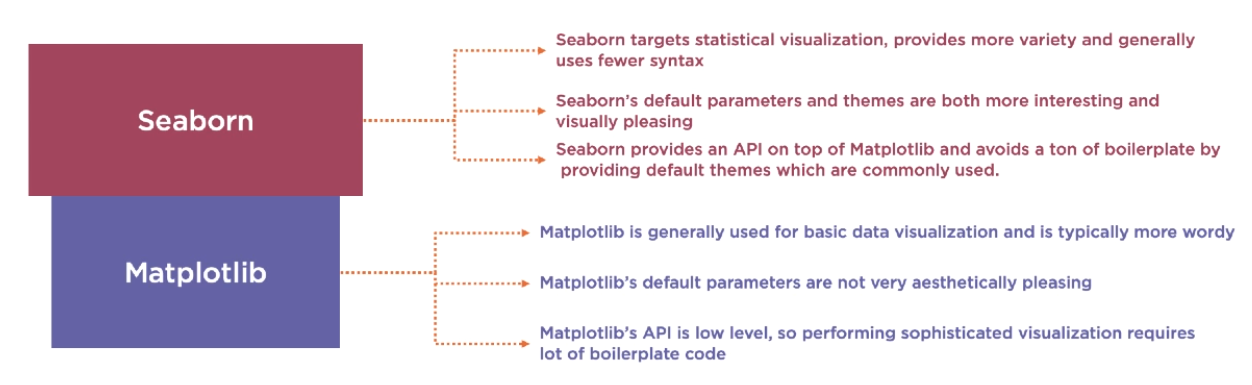 Seaborn
Seaborn targets statistical visualization, provides more variety and generally
uses fewer syntax
Seaborn's default parameters and themes are both more interesting and
visually pleasing
Seaborn provides an API on top of Matplotlib and avoids a ton of boilerplate by
providing default themes which are commonly used.
Matplotlib
Matplotlib is generally used for basic data visualization and is typically more wordy
Matplotlib's default parameters are not very aesthetically pleasing
Matplotlib's API is low level, so performing sophisticated visualization requires
lot of boilerplate code